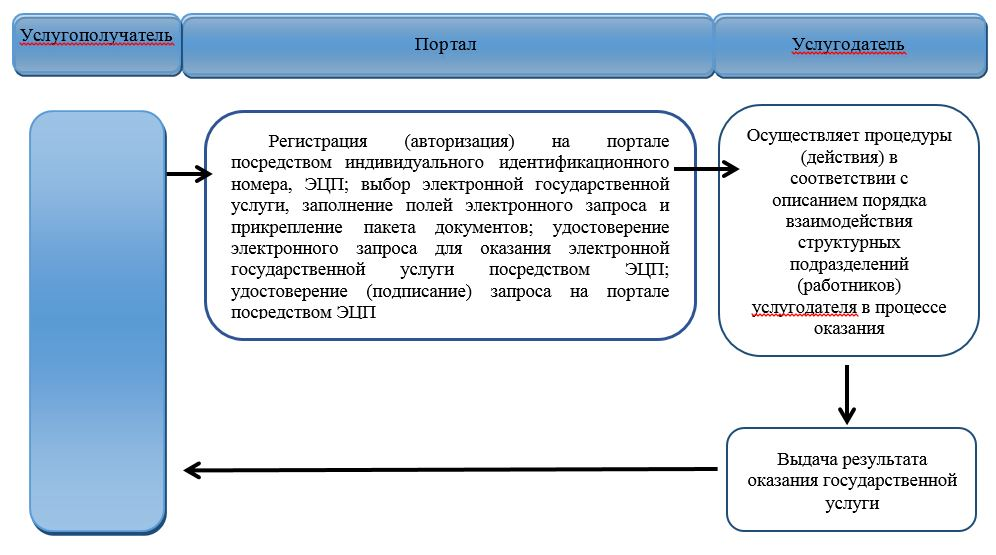 Услугополучатель
Портал
Услугодатель
Регистрация (авторизация) на портале
посредством индивидуального идентификационного
номера, ЭЦП; выбор электронной государственной
услуги, заполнение полей электронного запроса и
прикрепление пакета документов; удостоверение
электронного запроса для оказания электронной
государственной услуги посредством ЭЦП;
удостоверение (подписание) запроса на портале
посредством ЭЦП
Осуществляет процедуры
(действия) в
соответствии с
описанием порядка
взаимодействия
структурных
подразделений
(работников)
услугодателя в процессе
оказания
Выдача результата
оказания государственной
услуги